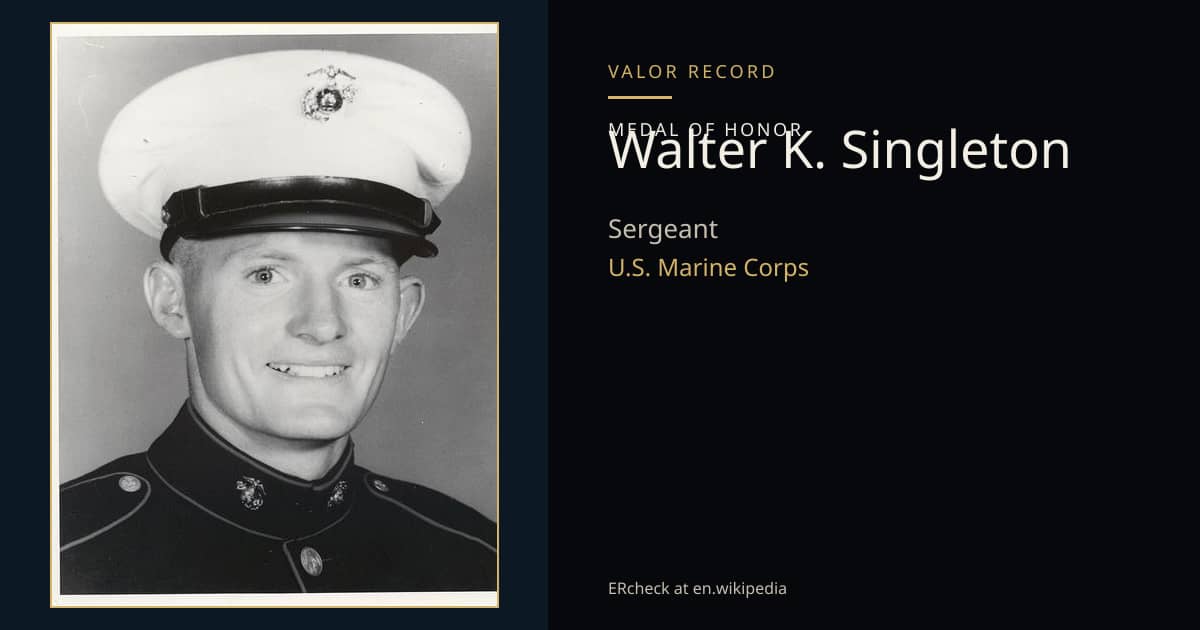 VALOR RECORD
MEDAL OF HONOR
Walter K. Singleton
Sergeant
U.S. Marine Corps
ERcheck at en.wikipedia